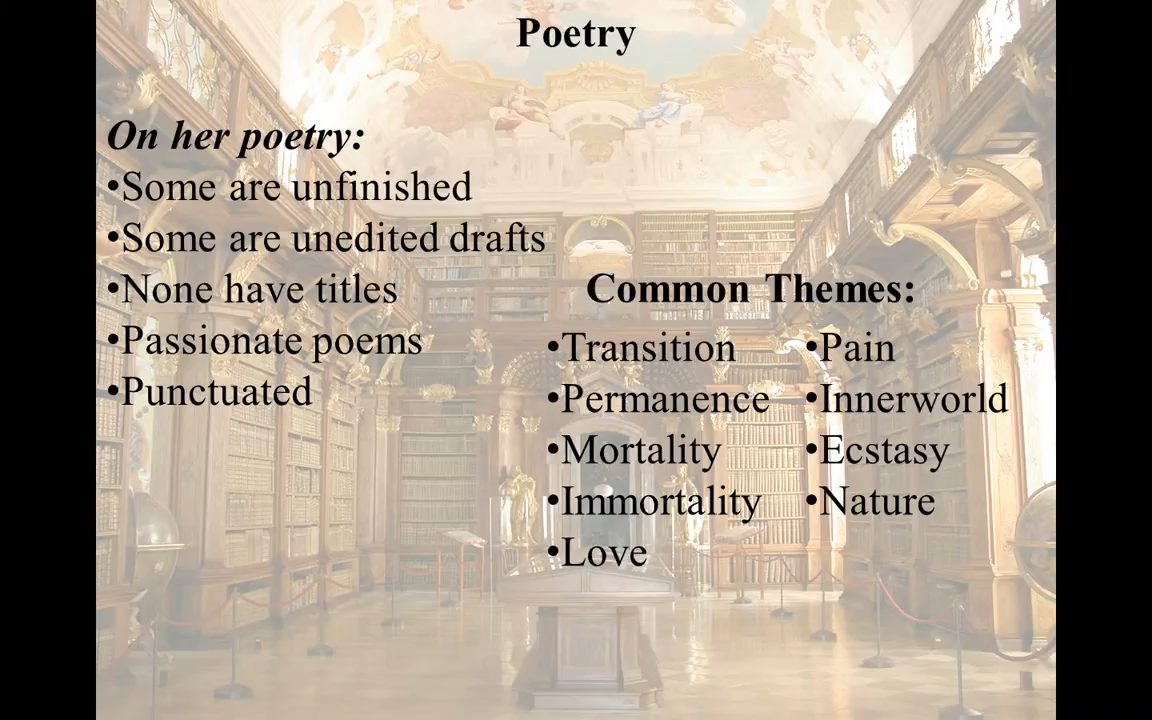 Poetry
On her poetry:
•Some are unfinished
•Some are unedited drafts
•None have titles
•Passionate poems
•Punctuated
Common Themes:
•Transition
•Permanence
•Mortality
•Immortality
•Love
•Pain
•Innerworld
•Ecstasy
•Nature